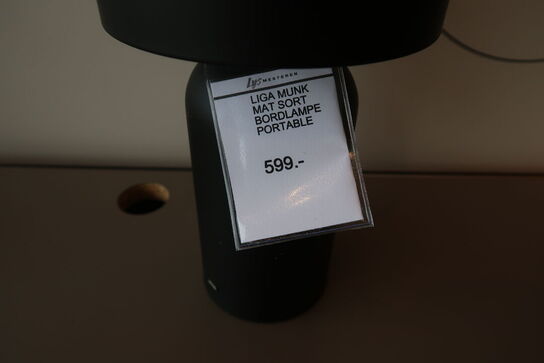 Lysmesteren
LIGA MUNK
MAT SORT
BORDLAMPE
PORTABLE
599.-